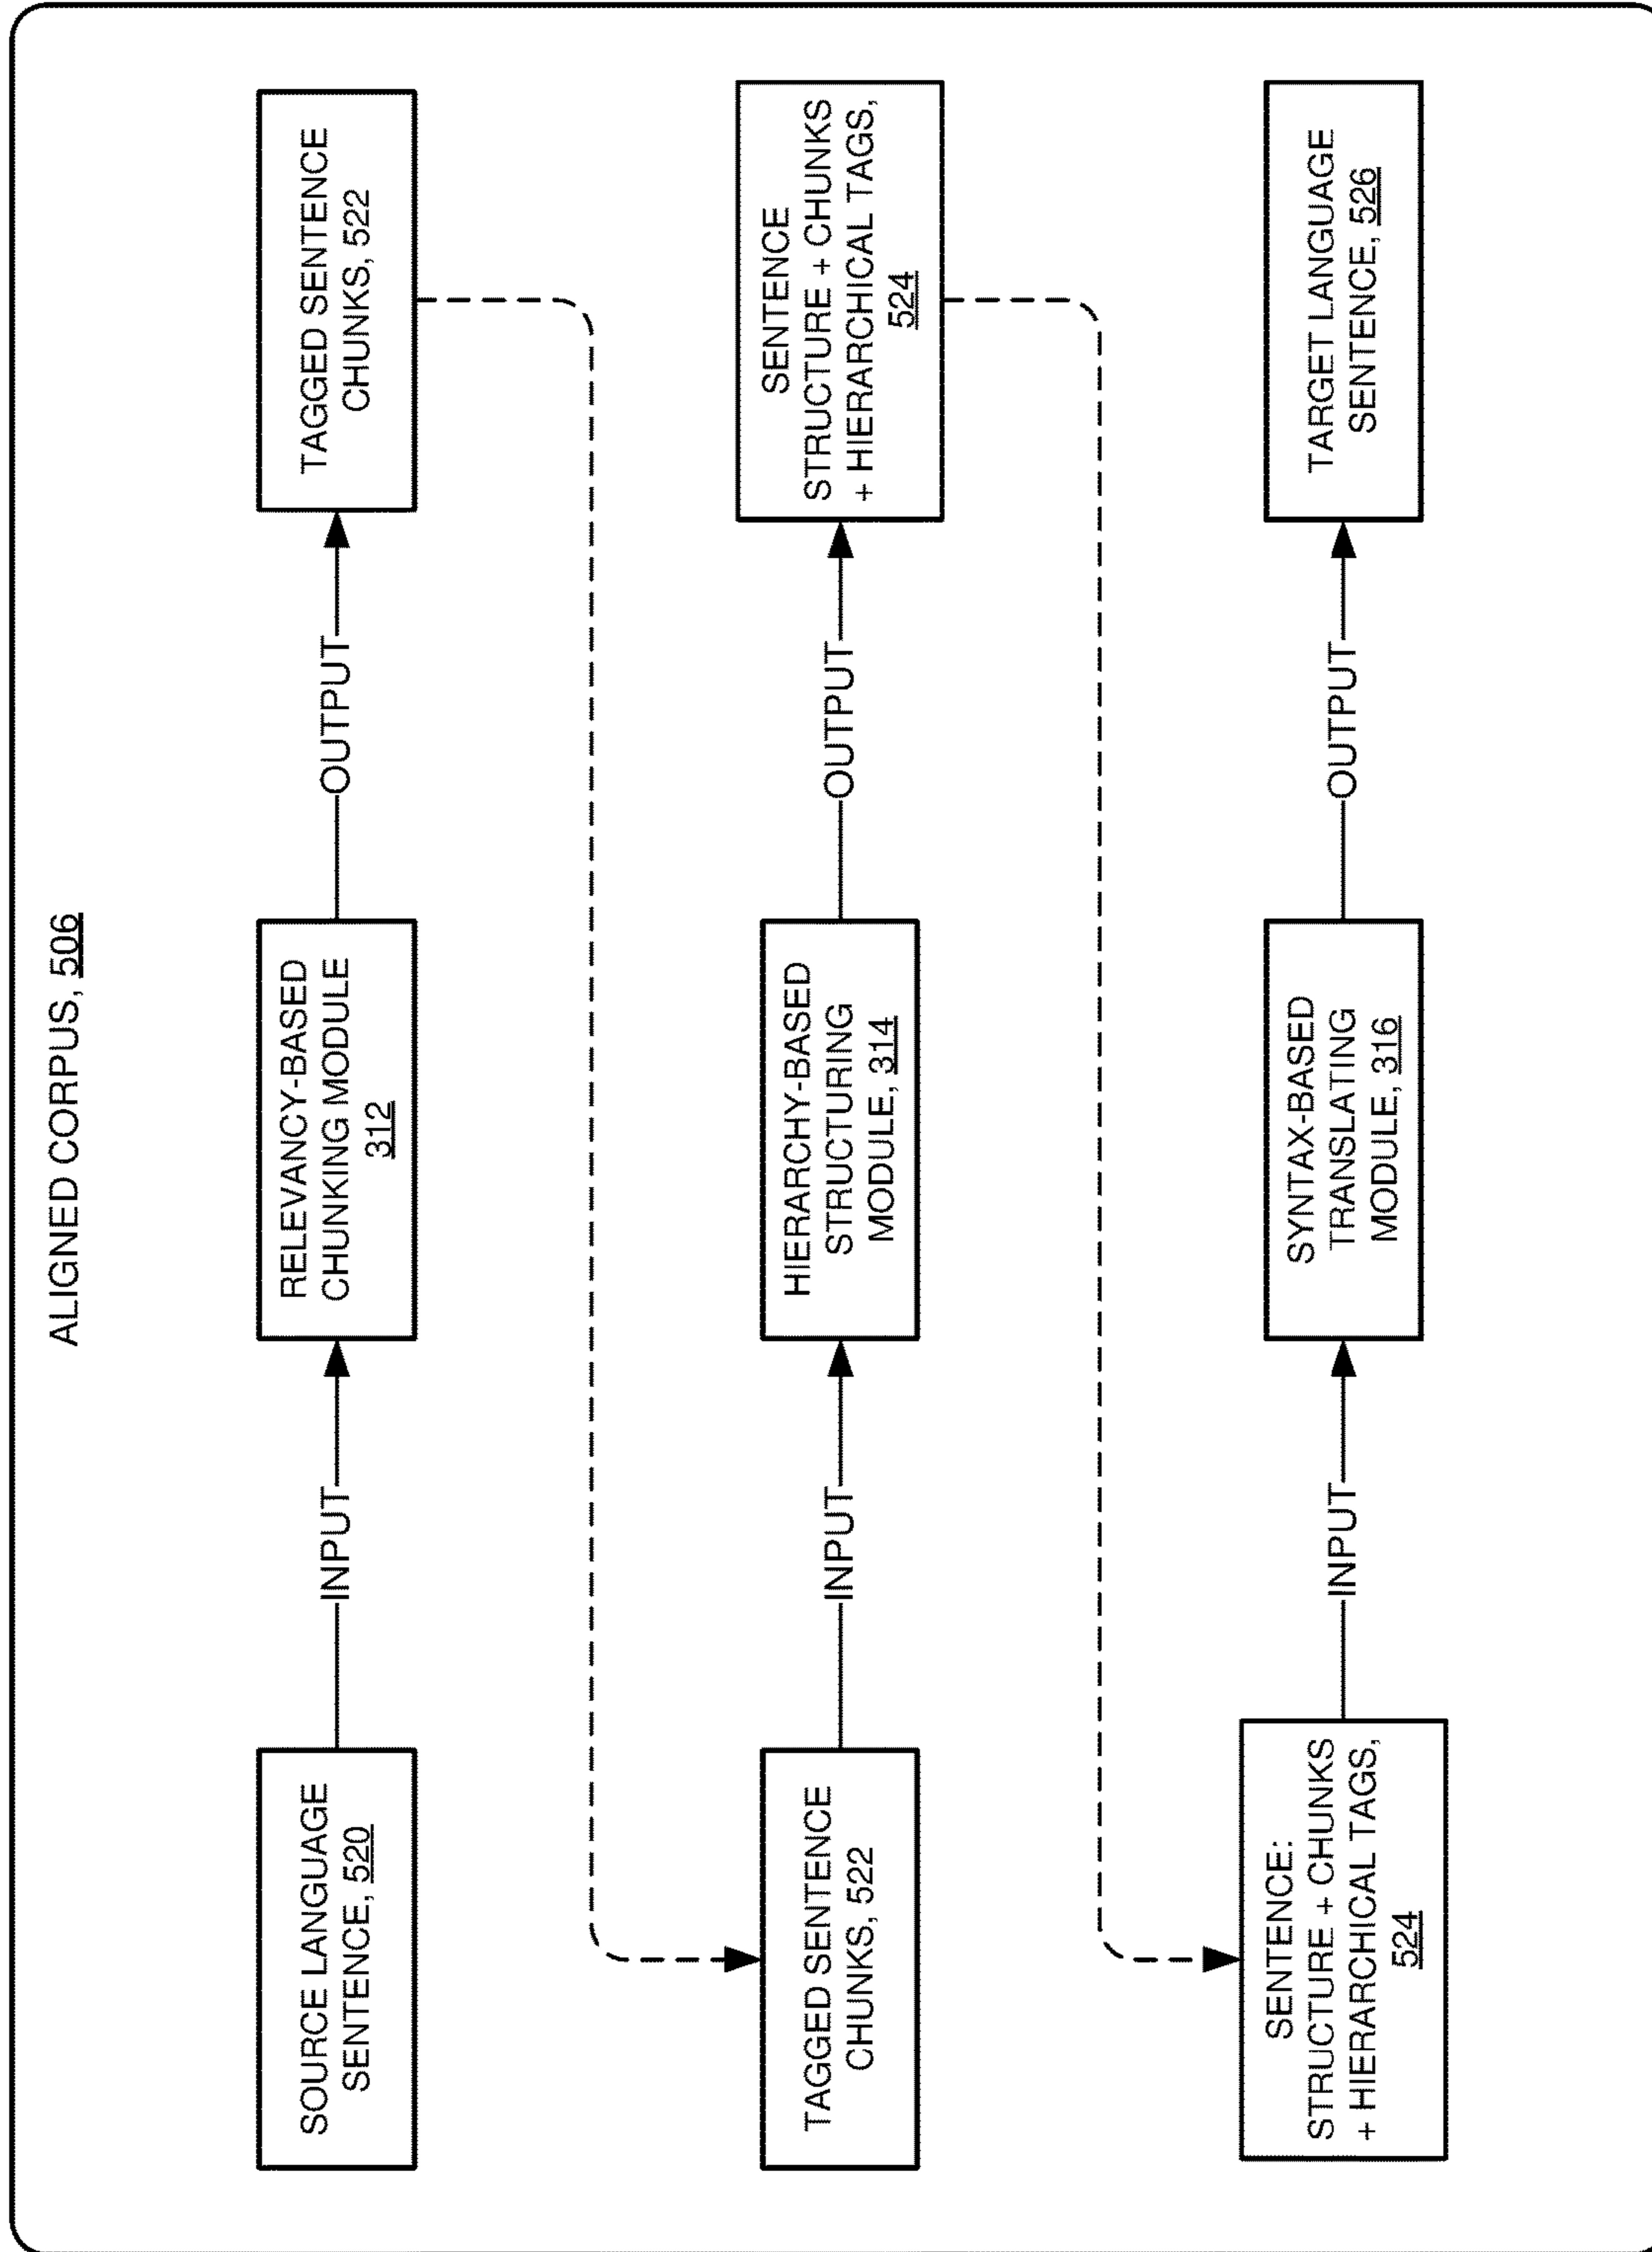 ALIGNED CORPUS, 506
SOURCE LANGUAGE
SENTENCE, 520
INPUT
RELEVANCY-BASED
CHUNKING MODULE
312
OUTPUT
TAGGED SENTENCE
CHUNKS, 522
TAGGED SENTENCE
CHUNKS, 522
INPUT
HIERARCHY-BASED
STRUCTURING
MODULE, 314
OUTPUT
SENTENCE
STRUCTURE + CHUNKS
+ HIERARCHICAL TAGS,
524
SENTENCE:
STRUCTURE + CHUNKS
+ HIERARCHICAL TAGS,
524
INPUT
SYNTAX-BASED
TRANSLATING
MODULE, 316
OUTPUT
TARGET LANGUAGE
SENTENCE, 526